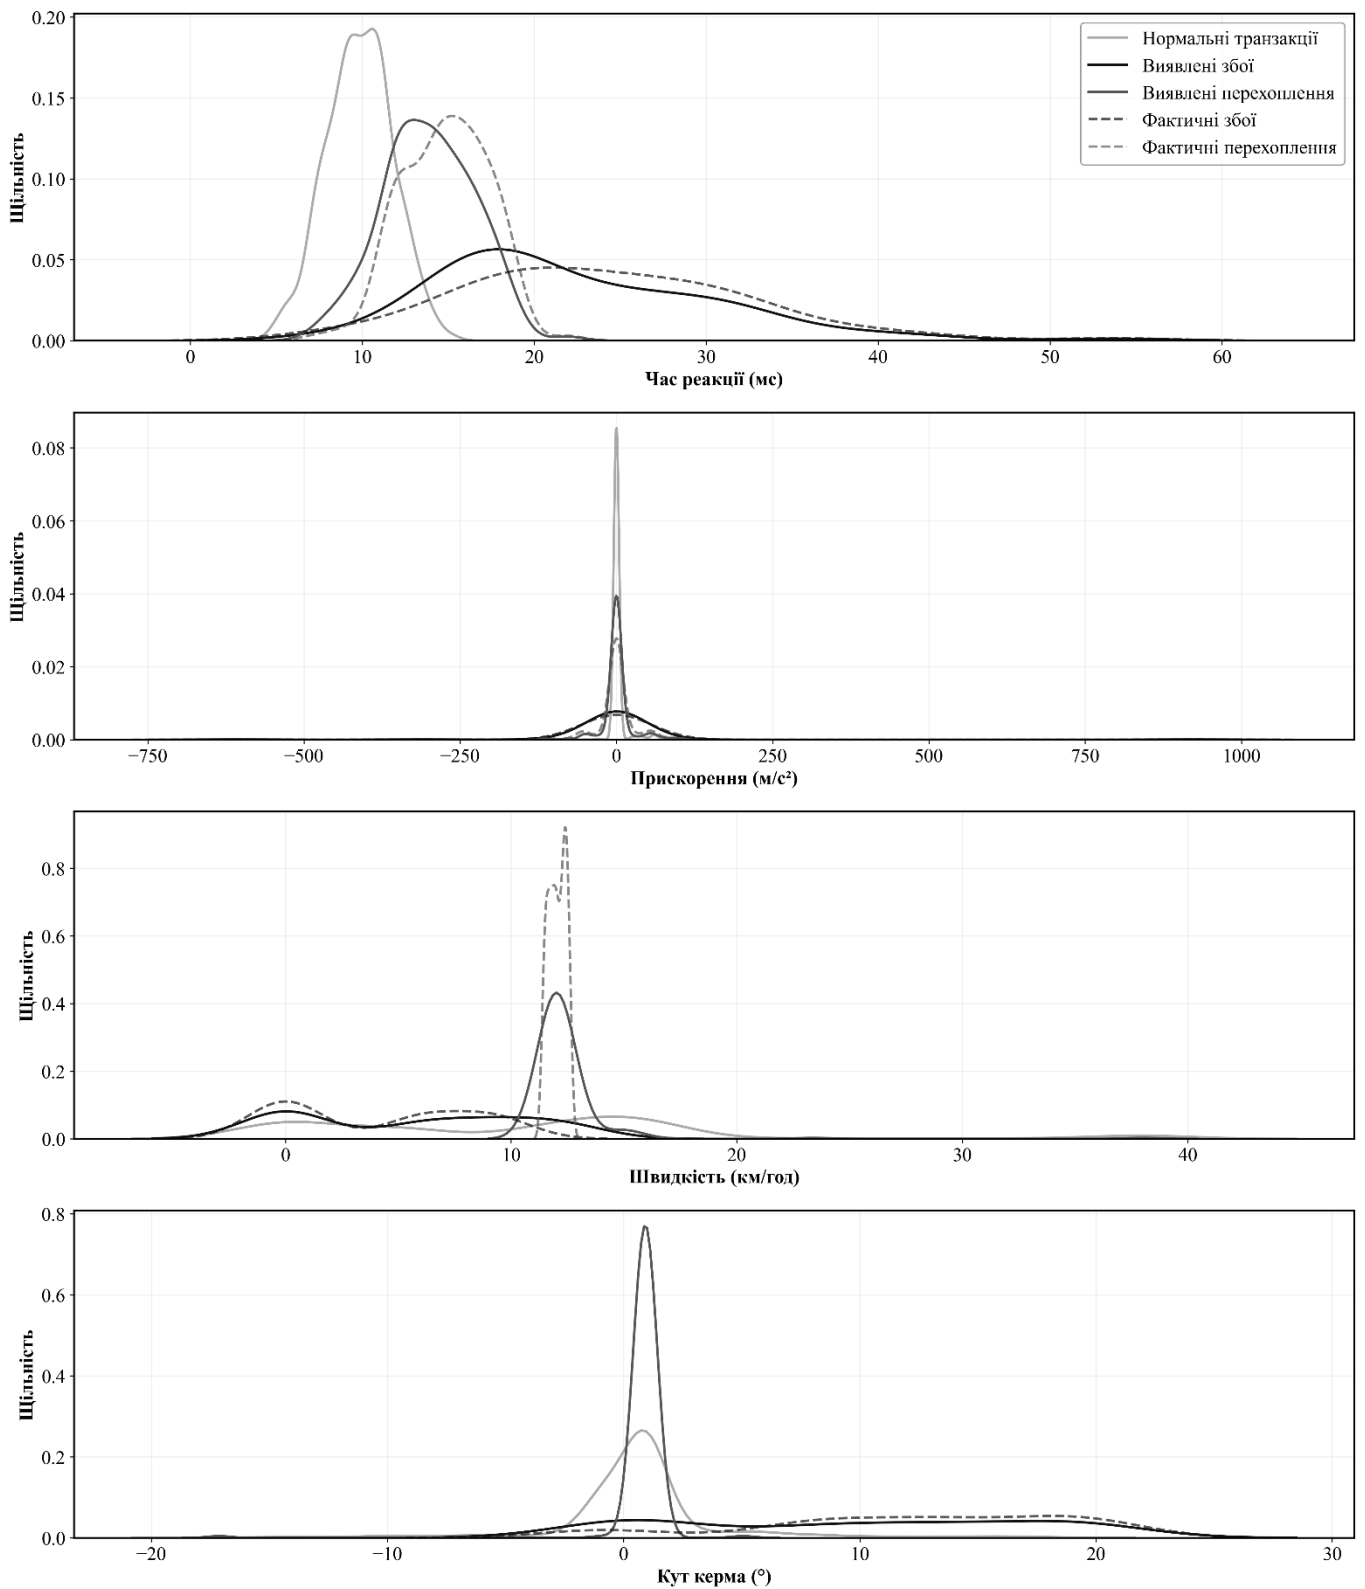 0.20
0.15
0.10
0.05
0.00
Щільність
Нормальні транзакції
Виявлені збої
Виявлені перехоплення
Фактичні збої
Фактичні перехоплення
0 10 20 30 40 50 60
Час реакції (мс)
0.08
0.06
0.04
0.02
0.00
Щільність
−750 −500 −250 0 250 500 750 1000
Прискорення (м/с²)
0.8
0.6
0.4
0.2
0.0
Щільність
0 10 20 30 40
Швидкість (км/год)
0.8
0.6
0.4
0.2
0.0
Щільність
−20 −10 0 10 20 30
Кут керма (°)